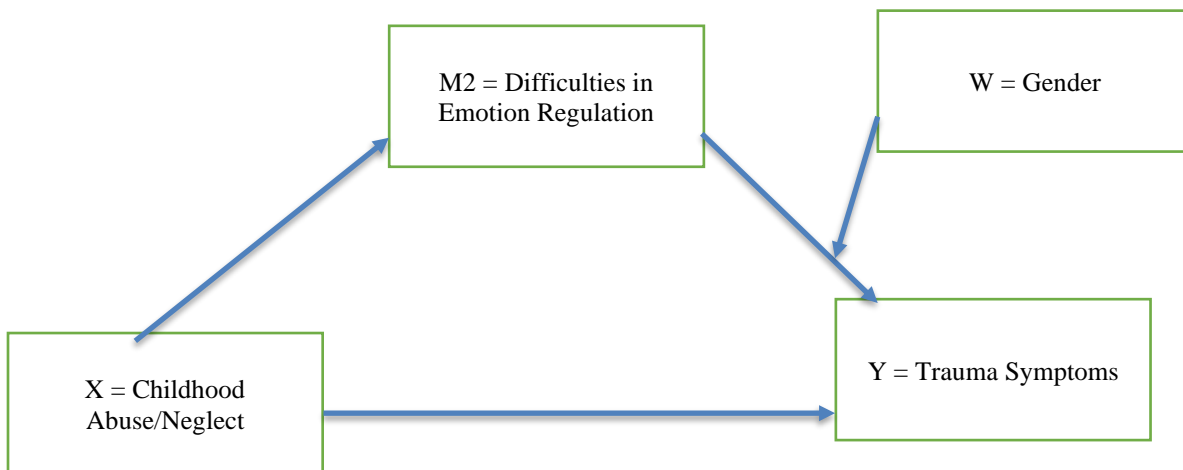 M2 = Difficulties in
Emotion Regulation
W = Gender
X = Childhood
Abuse/Neglect
Y = Trauma Symptoms